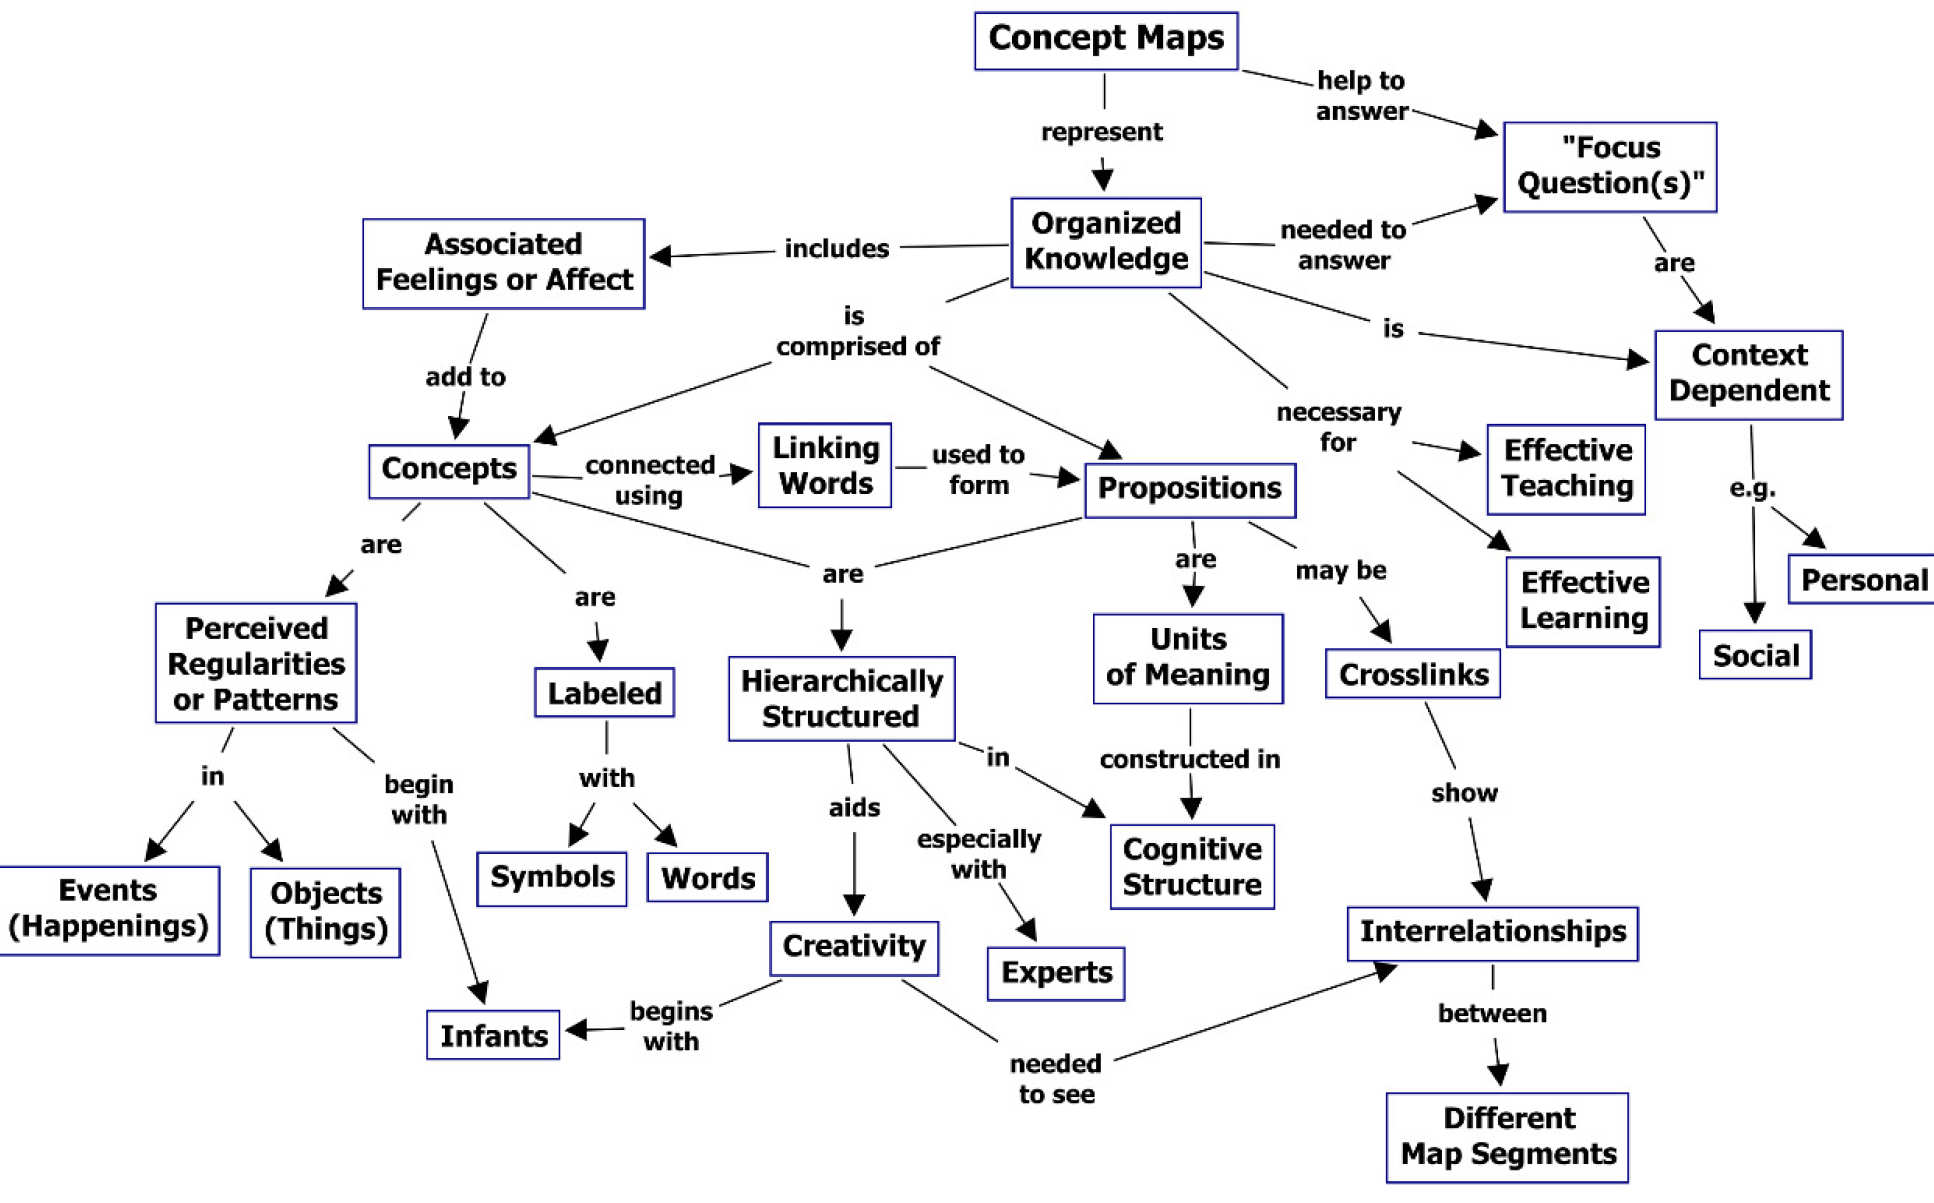 Concept Maps
help to
answer
represent
"Focus
Question(s)"
Organized
Knowledge
needed to
answer
includes
Associated
Feelings or Affect
are
is
comprised of
is
Context
Dependent
add to
necessary
for
Effective
Teaching
Concepts
connected
using
Linking
Words
used to
form
Propositions
e.g.
are
are
are
are
may be
Effective
Learning
Personal
Social
Perceived
Regularities
or Patterns
Labeled
Hierarchically
Structured
Units
of Meaning
Crosslinks
in
begin
with
with
aids
especially
with
in
constructed in
show
Events
(Happenings)
Objects
(Things)
Symbols
Words
Cognitive
Structure
Creativity
Experts
Interrelationships
Infants
begins
with
needed
to see
between
Different
Map Segments